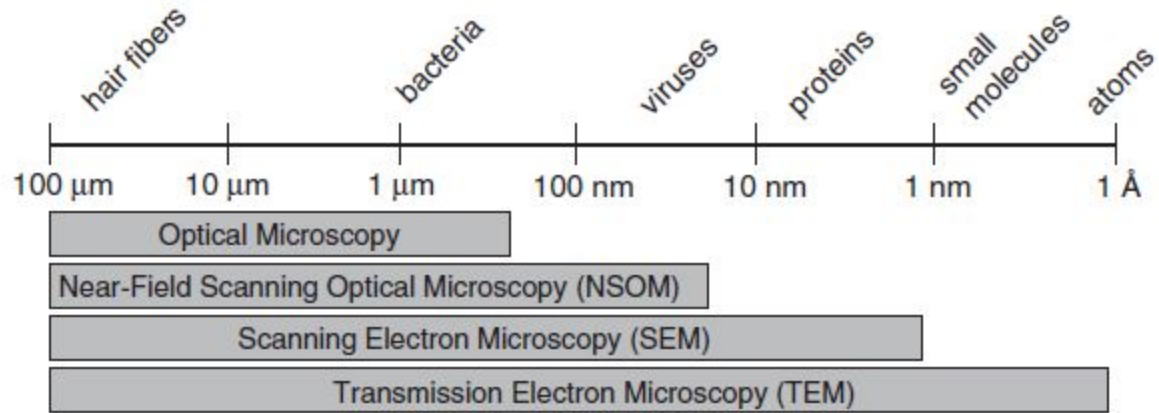 hair fibers
bacteria
viruses
proteins
small
molecules
atoms
100 μm
10 μm
1 μm
100 nm
10 nm
1 nm
1 Å
Optical Microscopy
Near-Field Scanning Optical Microscopy (NSOM)
Scanning Electron Microscopy (SEM)
Transmission Electron Microscopy (TEM)